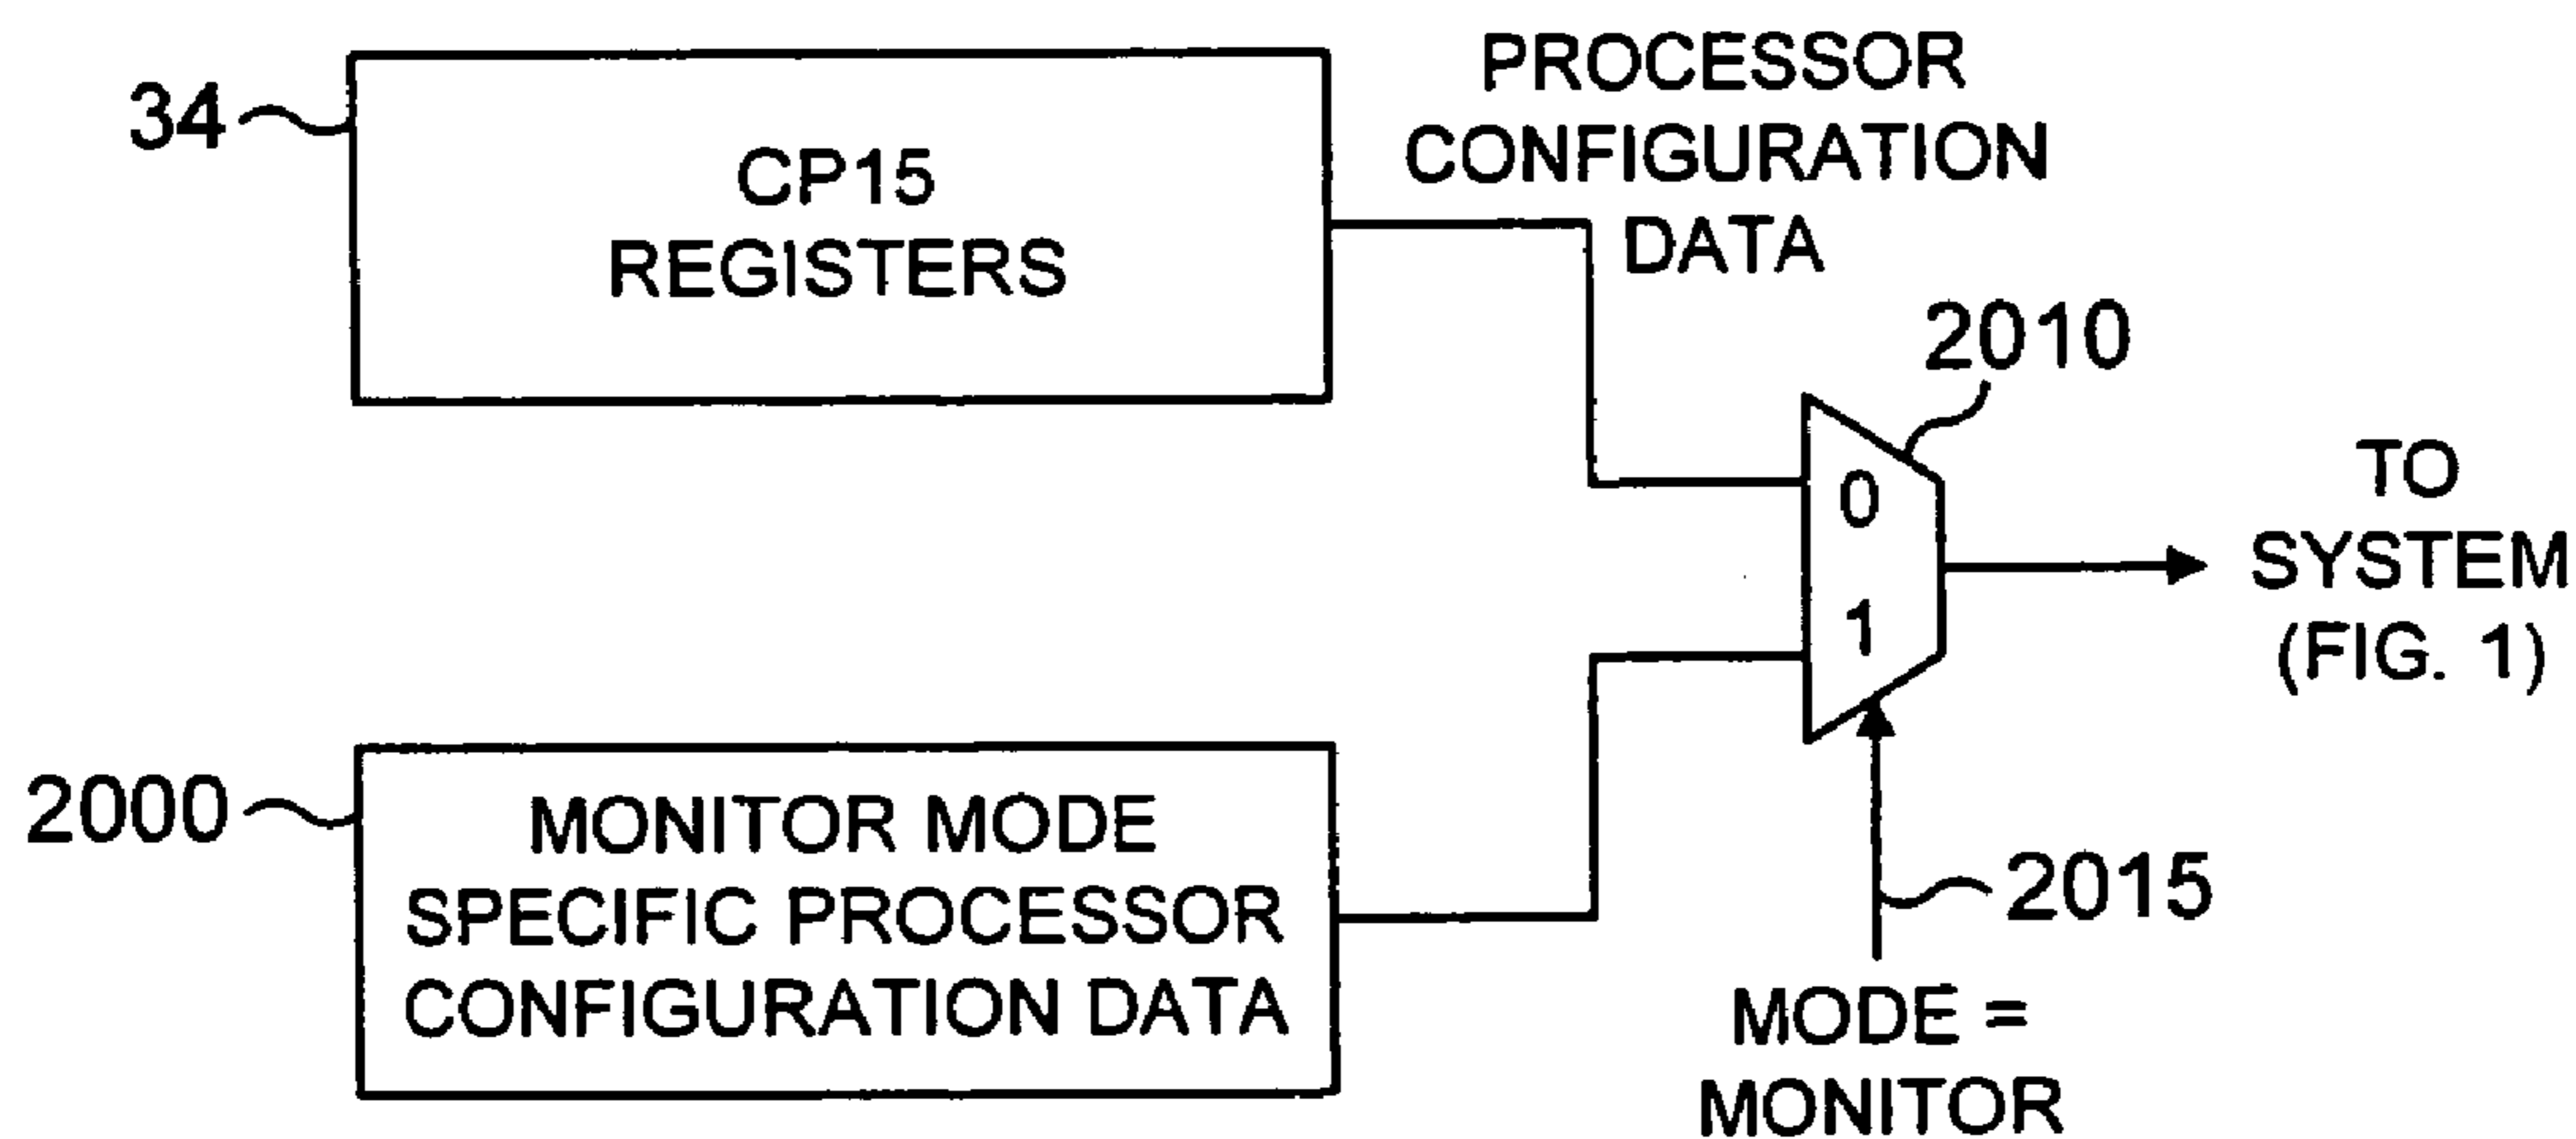 34
CP15
REGISTERS
PROCESSOR
CONFIGURATION
DATA
2010
0
1
TO
SYSTEM
(FIG. 1)
2000
MONITOR MODE
SPECIFIC PROCESSOR
CONFIGURATION DATA
2015
MODE =
MONITOR